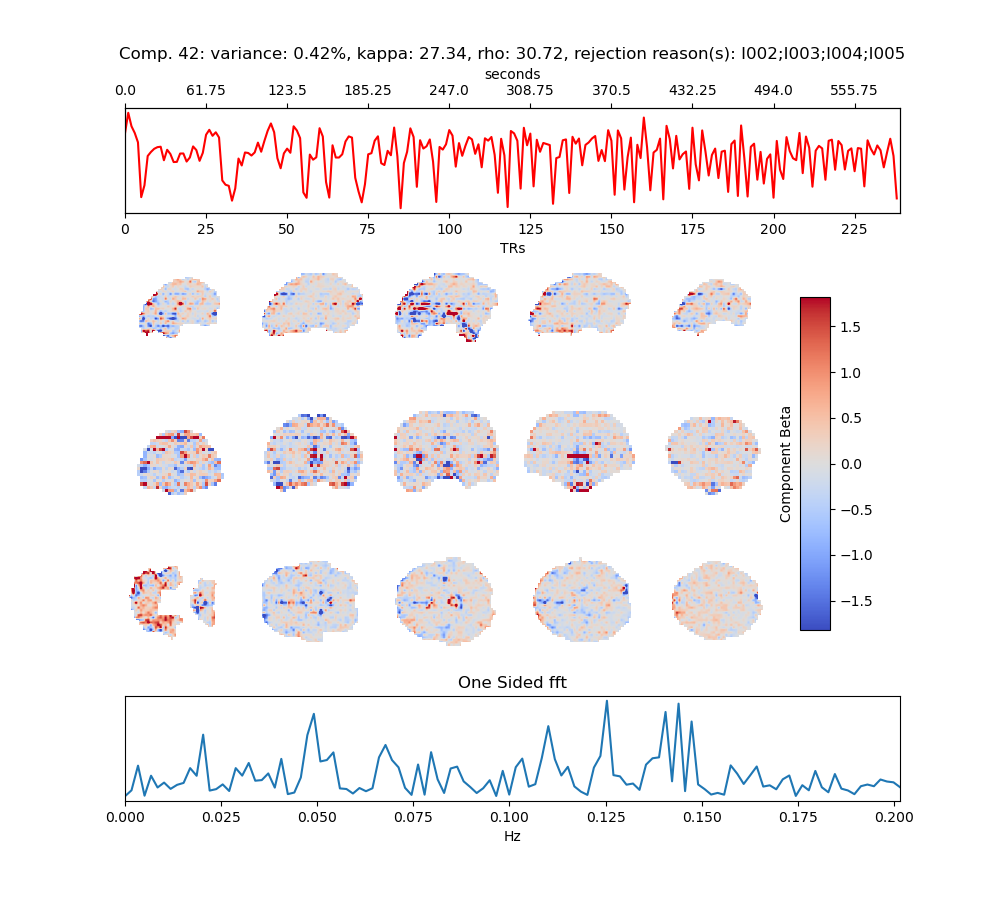 Comp. 42: variance: 0.42%, kappa: 27.34, rho: 30.72, rejection reason(s): I002;I003;I004;I005
seconds
0.0 61.75 123.5 185.25 247.0 308.75 370.5 432.25 494.0 555.75
0 25 50 75 100 125 150 175 200 225
TRs
1.5
1.0
0.5
0.0
−0.5
−1.0
−1.5
Component Beta
One Sided fft
0.000 0.025 0.050 0.075 0.100 0.125 0.150 0.175 0.200
Hz